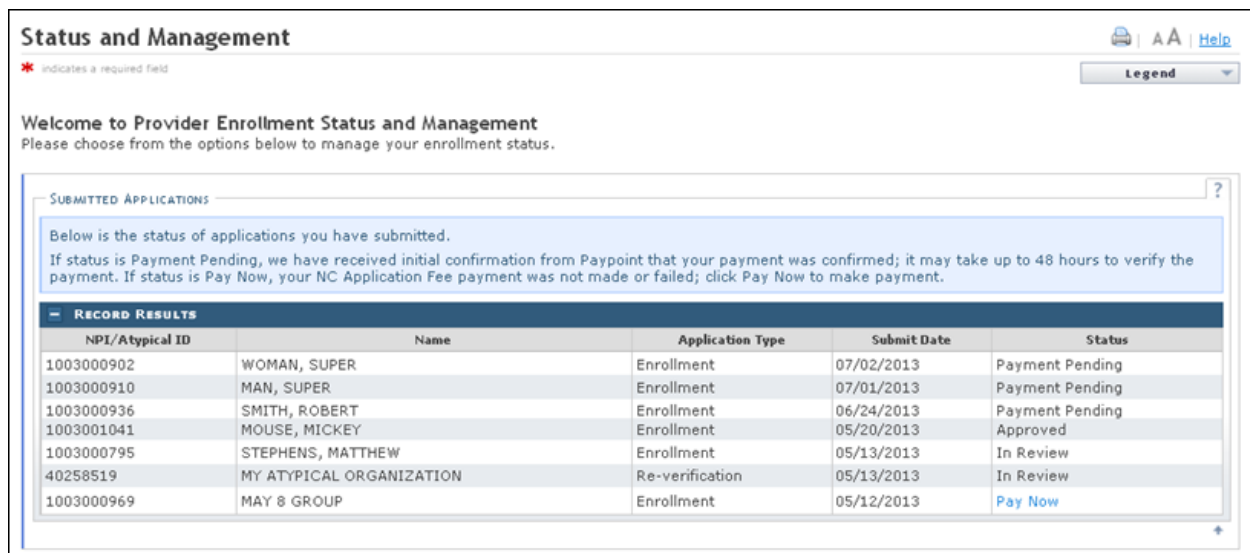 Status and Management
AA | Help
* indicates a required field
Legend
Welcome to Provider Enrollment Status and Management
Please choose from the options below to manage your enrollment status.
SUBMITTED APPLICATIONS
?
Below is the status of applications you have submitted.
If status is Payment Pending, we have received initial confirmation from Paypoint that your payment was confirmed; it may take up to 48 hours to verify the
payment. If status is Pay Now, your NC Application Fee payment was not made or failed; click Pay Now to make payment.
RECORD RESULTS
NPI/Atypical ID Name Application Type Submit Date Status
1003000902 WOMAN, SUPER Enrollment 07/02/2013 Payment Pending
1003000910 MAN, SUPER Enrollment 07/01/2013 Payment Pending
1003000936 SMITH, ROBERT Enrollment 06/24/2013 Payment Pending
1003001041 MOUSE, MICKEY Enrollment 05/20/2013 Approved
1003000795 STEPHENS, MATTHEW Enrollment 05/13/2013 In Review
40258519 MY ATYPICAL ORGANIZATION Re-verification 05/13/2013 In Review
1003000969 MAY 8 GROUP Enrollment 05/12/2013 Pay Now